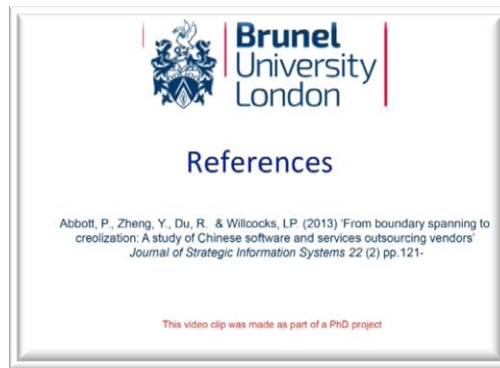 Brunel
University
London
References
Abbott, P., Zheng, Y., Du, R. & Willcocks, LP. (2013) 'From boundary spanning to
creolization: A study of Chinese software and services outsourcing vendors'
Journal of Strategic Information Systems 22 (2) pp.121-
This video clip was made as part of a PhD project